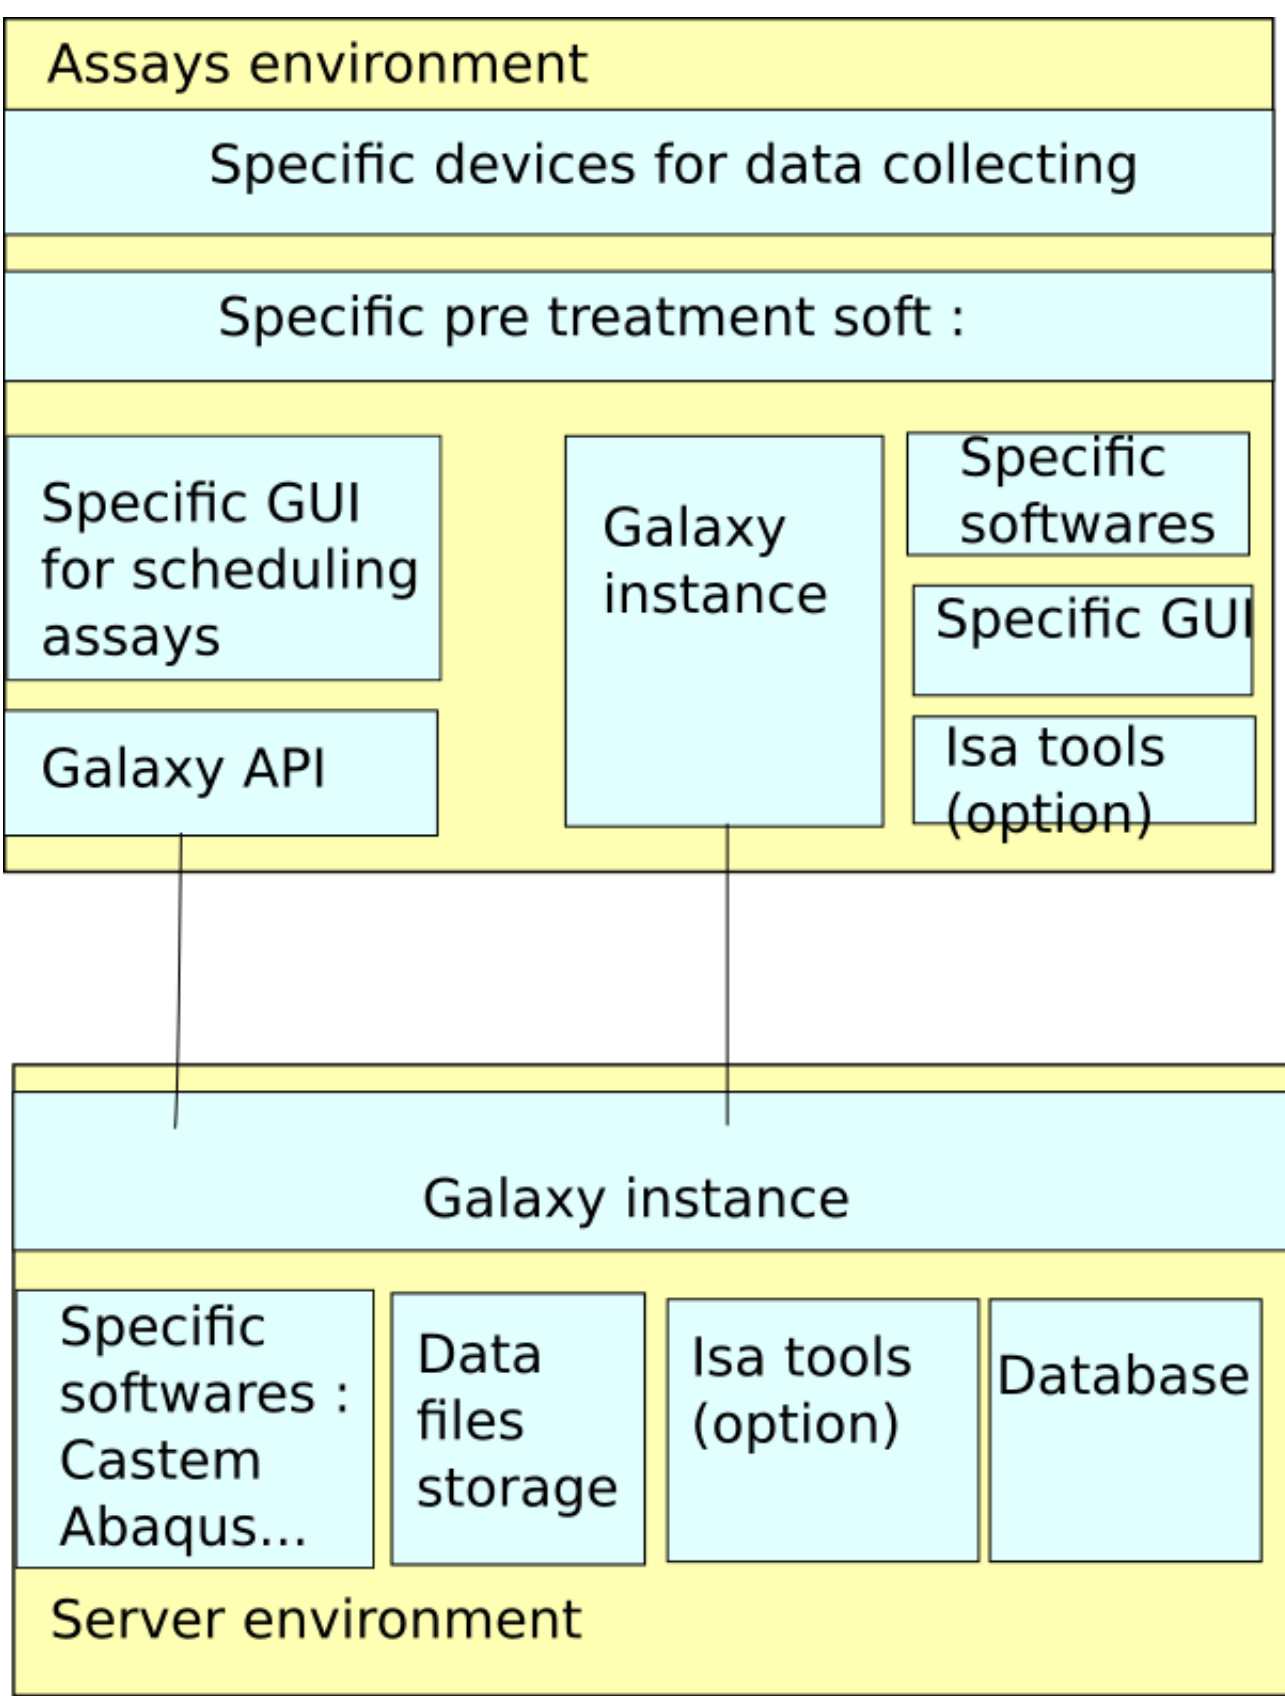 Assays environment
Specific devices for data collecting
Specific pre treatment soft :
Specific GUI
for scheduling
assays
Galaxy API
Galaxy
instance
Specific
softwares
Specific GUI
Isa tools
(option)
Galaxy instance
Specific
softwares :
Castem
Abaqus...
Data
files
storage
Isa tools
(option)
Database
Server environment